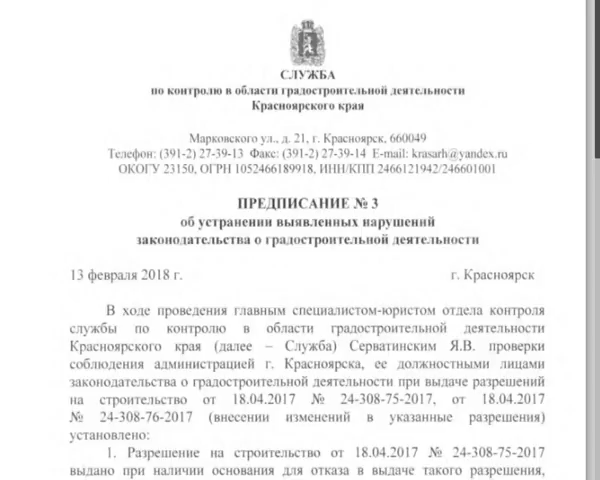 СЛУЖБА
по контролю в области градостроительной деятельности
Красноярского края
Марковского ул., д. 21, г. Красноярск, 660049
Телефон: (391-2) 27-39-13 Факс: (391-2) 27-39-14 E-mail: krasarh@yandex.ru
ОКОГУ 23150, ОГРН 1052466189918, ИНН/КПП 2466121942/246601001
ПРЕДПИСАНИЕ № 3
об устранении выявленных нарушений
законодательства о градостроительной деятельности
13 февраля 2018 г. г. Красноярск
В ходе проведения главным специалистом-юристом отдела контроля
службы по контролю в области градостроительной деятельности
Красноярского края (далее – Служба) Серватинским Я.В. проверки
соблюдения администрацией г. Красноярска, ее должностными лицами
законодательства о градостроительной деятельности при выдаче разрешений
на строительство от 18.04.2017 № 24-308-75-2017, от 18.04.2017
№ 24-308-76-2017 (внесении изменений в указанные разрешения)
установлено:
1. Разрешение на строительство от 18.04.2017 № 24-308-75-2017
выдано при наличии основания для отказа в выдаче такого разрешения,